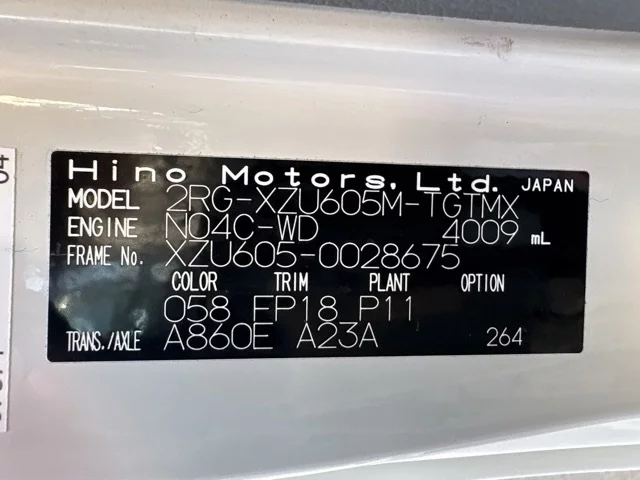 Hino Motors, Ltd. JAPAN
MODEL 2RG-XZU605M-TGTMX
ENGINE N04C-WD 4009 mL
FRAME No. XZU605-0028675
COLOR TRIM PLANT OPTION
058 FP18 P11
TRANS./AXLE A860E A23A 264